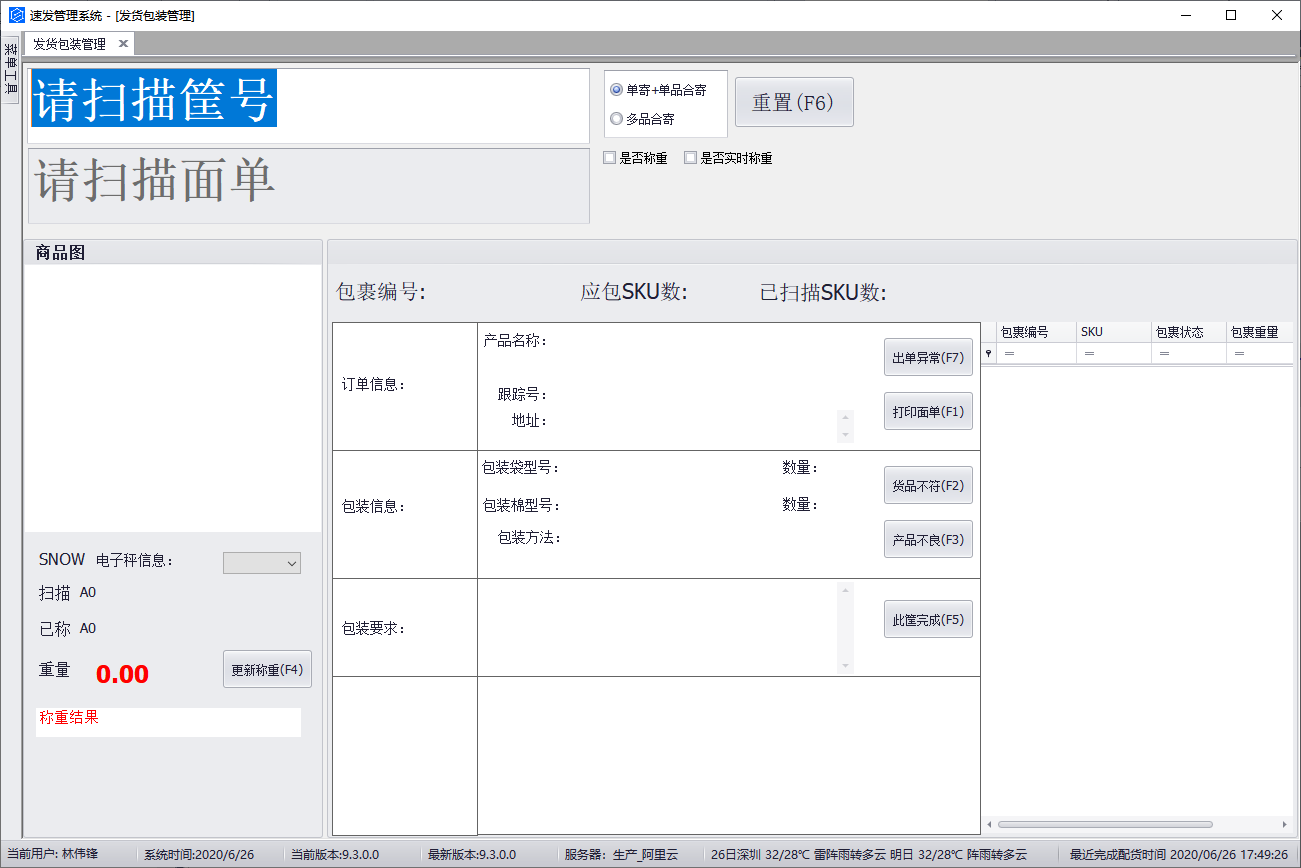 速发管理系统 - [发货包装管理]
菜单工具
发货包装管理
请扫描筐号
请扫描面单
单寄+单品合寄
多品合寄
重置(F6)
是否称重 是否实时称重
商品图
包裹编号: 应包SKU数: 已扫描SKU数:
订单信息:
产品名称:
跟踪号:
地址:
出单异常(F7)
打印面单(F1)
包装信息:
包装袋型号: 数量:
包装棉型号: 数量:
包装方法:
货品不符(F2)
产品不良(F3)
包装要求:
此筐完成(F5)
包裹编号 SKU 包裹状态 包裹重量
= = = =
SNOW 电子秤信息:
扫描 A0
已称 A0
重量 0.00 更新称重(F4)
称重结果
当前用户: 林伟锋 系统时间:2020/6/26 当前版本:9.3.0.0 最新版本:9.3.0.0 服务器: 生产_阿里云 26日深圳 32/28℃ 雷阵雨转多云 明日 32/28℃ 阵雨转多云 最近完成配货时间 2020/06/26 17:49:26